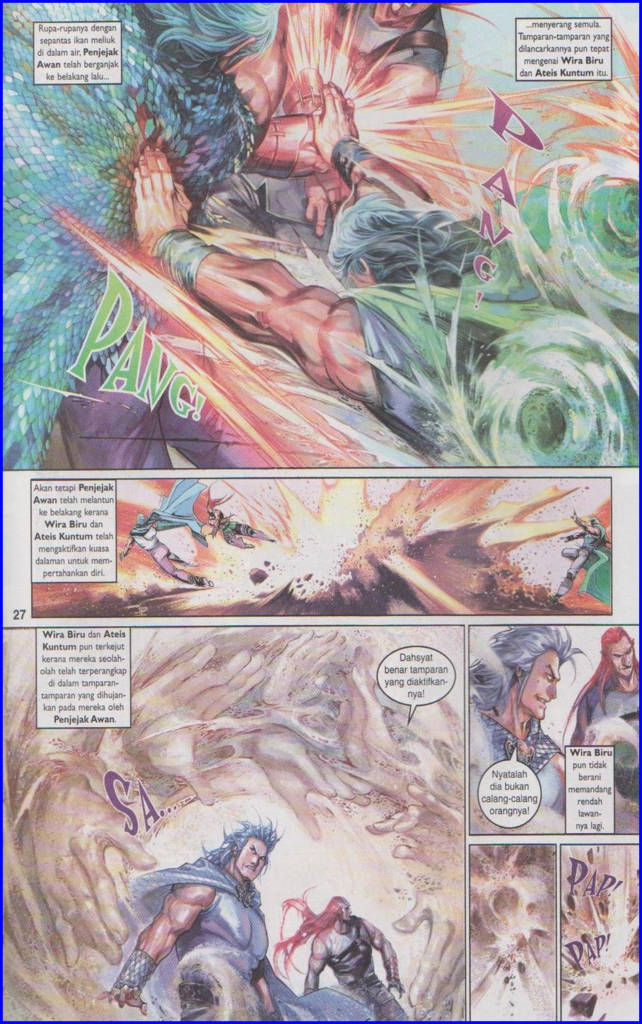 Rupa-rupanya dengan
sepantas ikan meliuk
di dalam air, Penjejak
Awan telah berganjak
ke belakang lalu...
...menyerang semula.
Tamparan-tamparan yang
dilancarkannya pun tepat
mengenai Wira Biru
dan Ateis Kuntum itu.
PANG!
PANG!
Akan tetapi Penjejak
Awan telah melantun
ke belakang kerana
Wira Biru dan
Ateis Kuntum telah
mengaktifkan kuasa
dalaman untuk mem-
pertahankan diri.
27
Wira Biru dan Ateis
Kuntum pun terkejut
kerana mereka seolah-
olah telah terperangkap
di dalam tamparan-
tamparan yang dihujan-
kan pada mereka oleh
Penjejak Awan.
Dahsyat
benar tamparan
yang diaktifkan-
nya!
SA...
Nyatalah
dia bukan
calang-calang
orangnya!
Wira Biru
pun tidak
berani
memandang
rendah
lawan-
nya lagi.
PAP!
PAP!